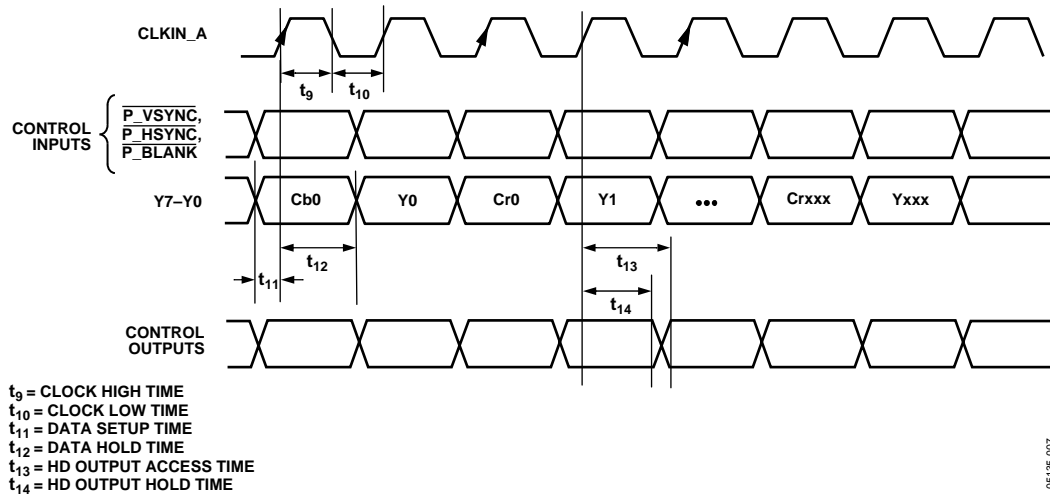 CLKIN_A
t9
t10
CONTROL
INPUTS
P_VSYNC,
P_HSYNC,
P_BLANK
Y7–Y0
Cb0
Y0
Cr0
Y1
•••
Crxxx
Yxxx
t12
t11
t13
t14
CONTROL
OUTPUTS
t9 = CLOCK HIGH TIME
t10 = CLOCK LOW TIME
t11 = DATA SETUP TIME
t12 = DATA HOLD TIME
t13 = HD OUTPUT ACCESS TIME
t14 = HD OUTPUT HOLD TIME